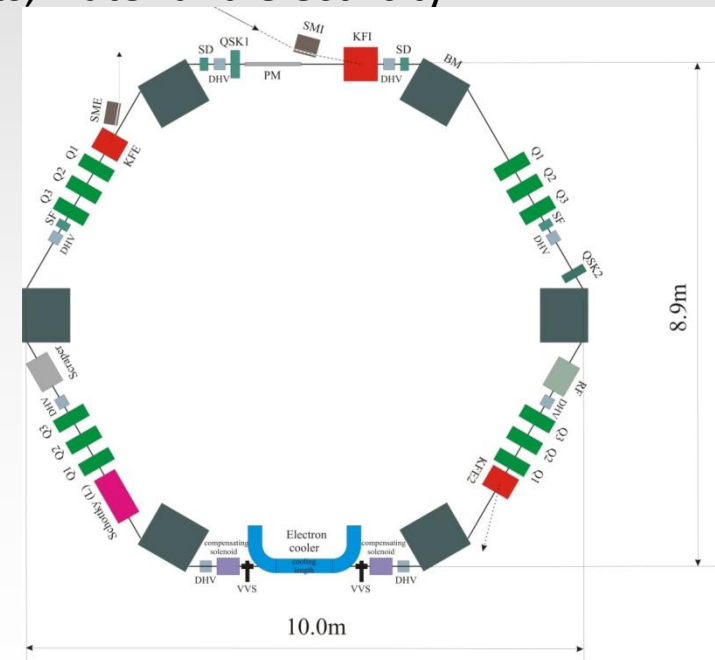 SMI
KFI
SD
QSK1
SD
BM
DHV
PM
DHV
SME
KFE
Q1
Q2
Q3
SF
DHV
Q1
Q2
Q3
SF
DHV
QSK2
8.9m
Scraper
DHV
Q3
Q2
Q1
Schottky (L)
RF
DHV
Q3
Q2
Q1
KFE2
Electron
cooler
cooling
length
compensating
solenoid
compensating
solenoid
DHV
VVS
VVS
DHV
10.0m